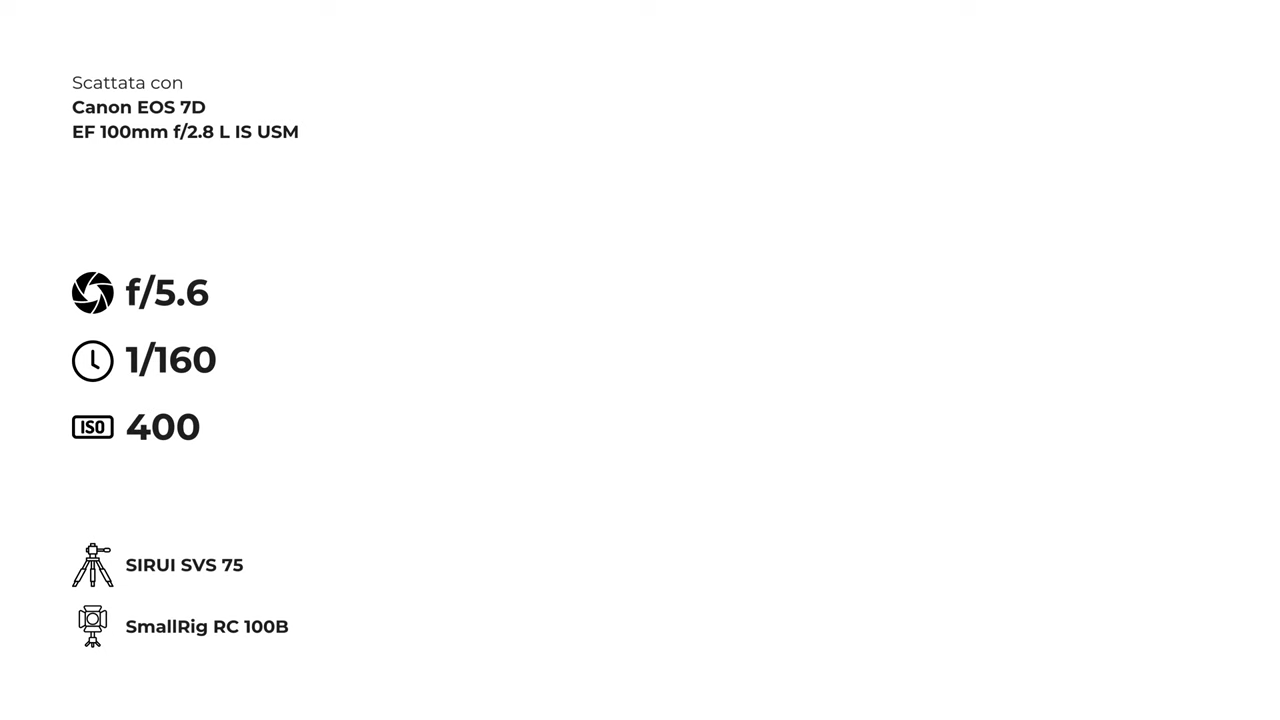 Scattata con
Canon EOS 7D
EF 100mm f/2.8 L IS USM
f/5.6
1/160
ISO 400
SIRUI SVS 75
SmallRig RC 100B